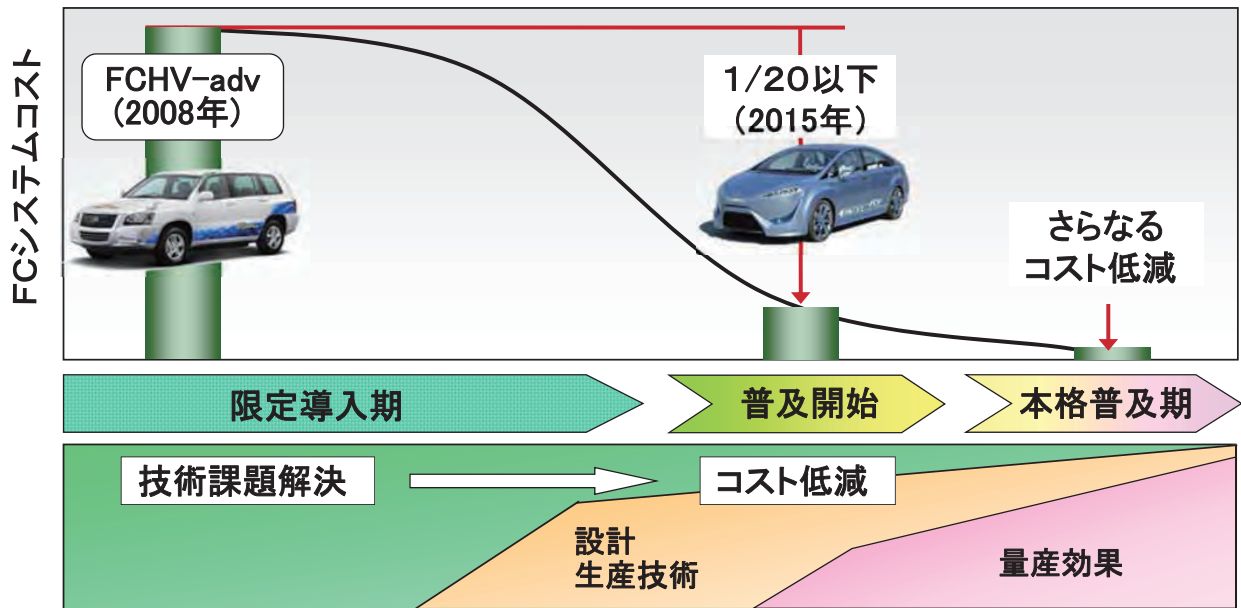 FCシステムコスト
FCHV-adv
(2008年)
1/20以下
(2015年)
さらなる
コスト低減
限定導入期
普及開始
本格普及期
技術課題解決
コスト低減
設計
生産技術
量産効果